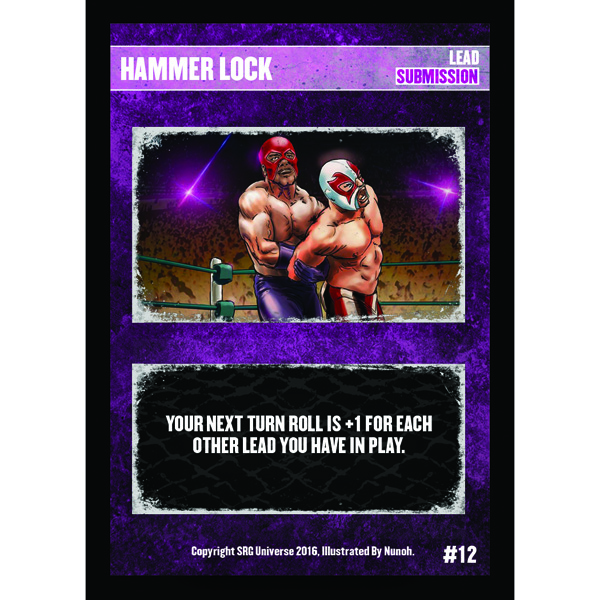 HAMMER LOCK
LEAD
SUBMISSION
YOUR NEXT TURN ROLL IS +1 FOR EACH
OTHER LEAD YOU HAVE IN PLAY.
Copyright SRG Universe 2016, Illustrated By Nunoh.
#12